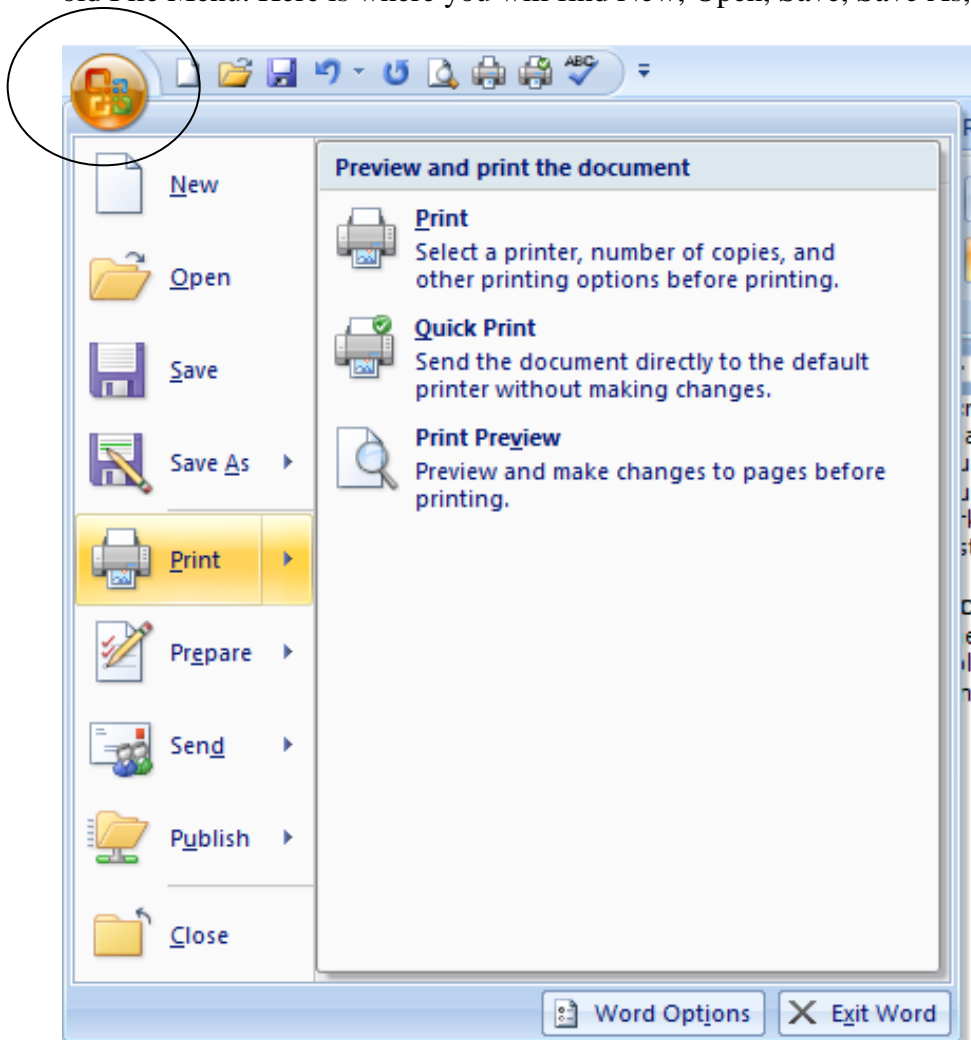 old File Menu. Here is where you will find New, Open, Save, Save As,
ABC
Preview and print the document
New
Print
Select a printer, number of copies, and
other printing options before printing.
Open
Quick Print
Send the document directly to the default
printer without making changes.
Save
Print Preview
Preview and make changes to pages before
printing.
Save As
Print
Prepare
Send
Publish
Close
Word Options
Exit Word